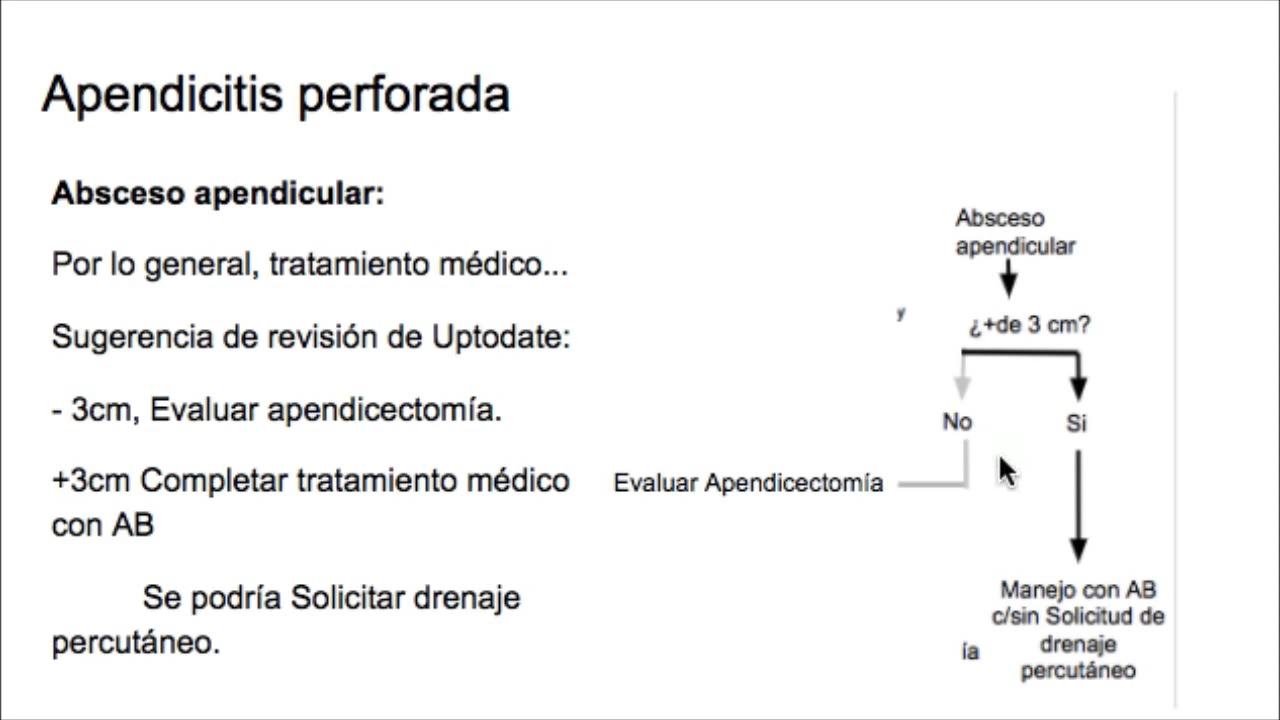 Apendicitis perforada
Absceso apendicular:
Por lo general, tratamiento médico...
Sugerencia de revisión de Uptodate:
- 3cm, Evaluar apendicectomía.
+3cm Completar tratamiento médico
con AB
Se podría Solicitar drenaje
percutáneo.
Absceso
apendicular
y
¿+de 3 cm?
No
Si
Evaluar Apendicectomía
Manejo con AB
c/sin Solicitud de
drenaje
percutáneo
ía